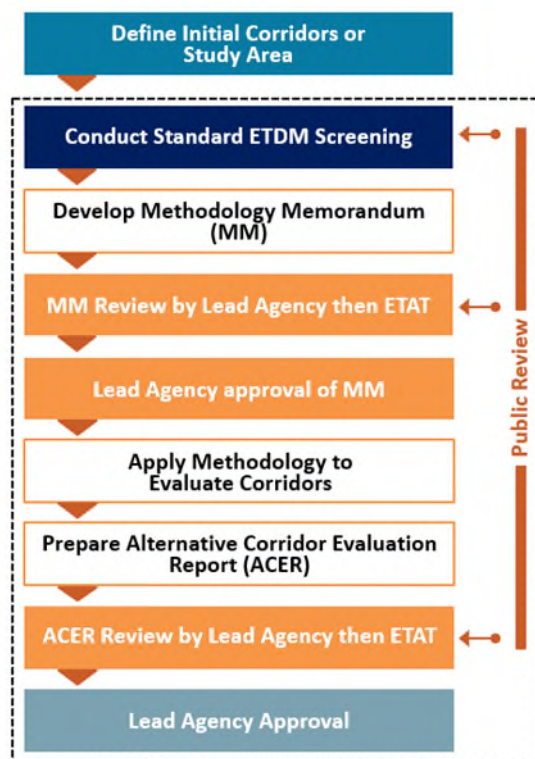 Define Initial Corridors or
Study Area
Conduct Standard ETDM Screening
Develop Methodology Memorandum
(MM)
MM Review by Lead Agency then ETAT
Lead Agency approval of MM
Apply Methodology to
Evaluate Corridors
Prepare Alternative Corridor Evaluation
Report (ACER)
ACER Review by Lead Agency then ETAT
Lead Agency Approval
Public Review